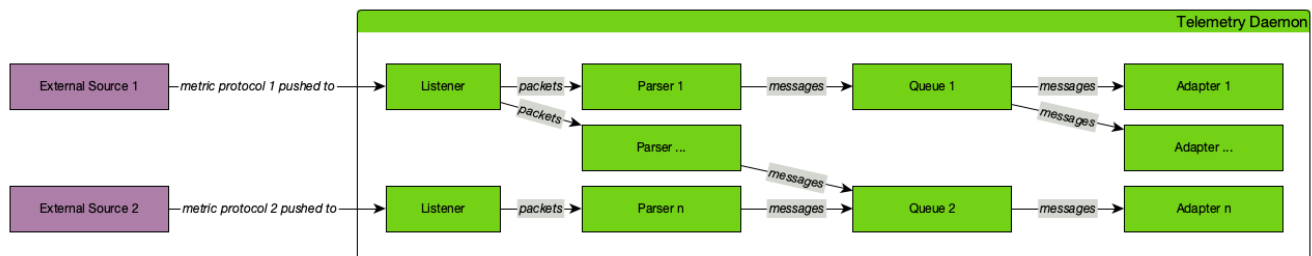 Telemetry Daemon
External Source 1
metric protocol 1 pushed to
Listener
packets
Parser 1
messages
Queue 1
messages
Adapter 1
packets
messages
Parser ...
Adapter ...
messages
External Source 2
metric protocol 2 pushed to
Listener
packets
Parser n
messages
Queue 2
messages
Adapter n